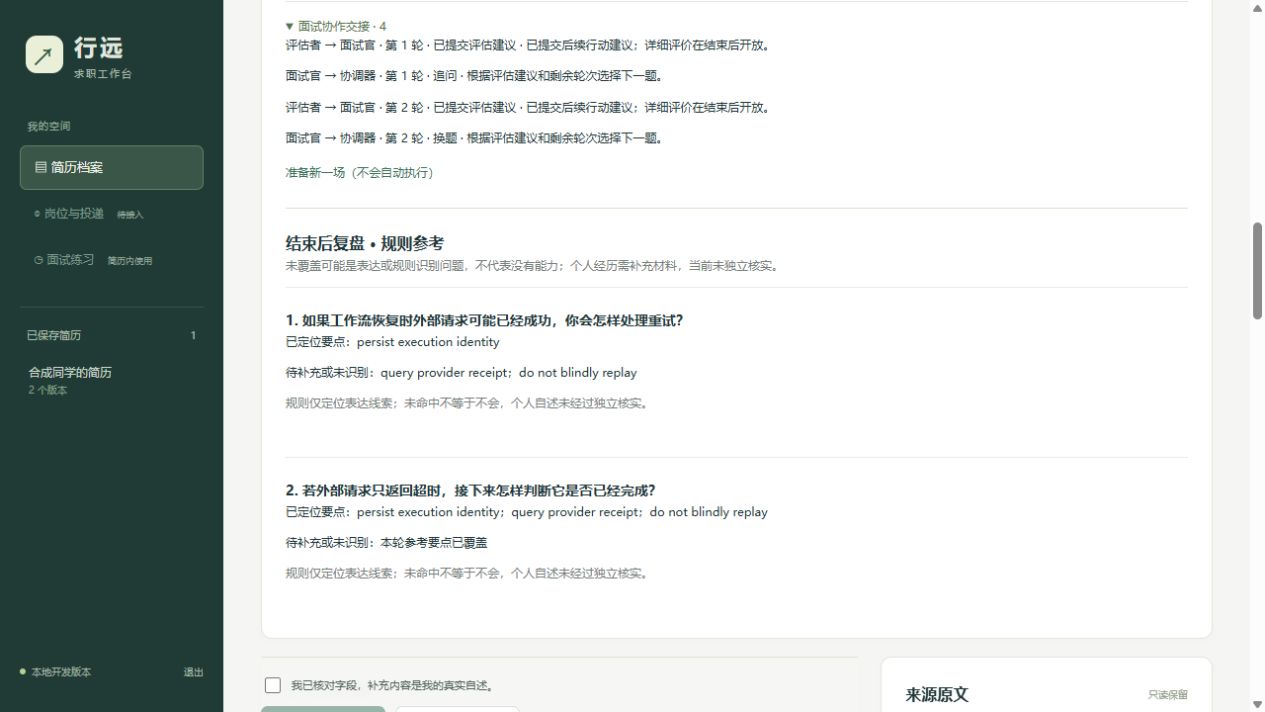 行远
求职工作台
我的空间
简历档案
岗位与投递 待接入
面试练习 简历内使用
已保存简历 1
合成同学的简历
2 个版本
本地开发版本 退出
▼ 面试协作交接 · 4
评估者 → 面试官 · 第 1 轮 · 已提交评估建议 · 已提交后续行动建议；详细评价在结束后开放。
面试官 → 协调器 · 第 1 轮 · 追问 · 根据评估建议和剩余轮次选择下一题。
评估者 → 面试官 · 第 2 轮 · 已提交评估建议 · 已提交后续行动建议；详细评价在结束后开放。
面试官 → 协调器 · 第 2 轮 · 换题 · 根据评估建议和剩余轮次选择下一题。
准备新一场（不会自动执行）
结束后复盘 • 规则参考
未覆盖可能是表达或规则识别问题，不代表没有能力；个人经历需补充材料，当前未独立核实。
1. 如果工作流恢复时外部请求可能已经成功，你会怎样处理重试？
已定位要点：persist execution identity
待补充或未识别：query provider receipt；do not blindly replay
规则仅定位表达线索；未命中不等于不会，个人自述未经过独立核实。
2. 若外部请求只返回超时，接下来怎样判断它是否已经完成？
已定位要点：persist execution identity；query provider receipt；do not blindly replay
待补充或未识别：本轮参考要点已覆盖
规则仅定位表达线索；未命中不等于不会，个人自述未经过独立核实。
我已核对字段，补充内容是我的真实自述。
来源原文 只读保留